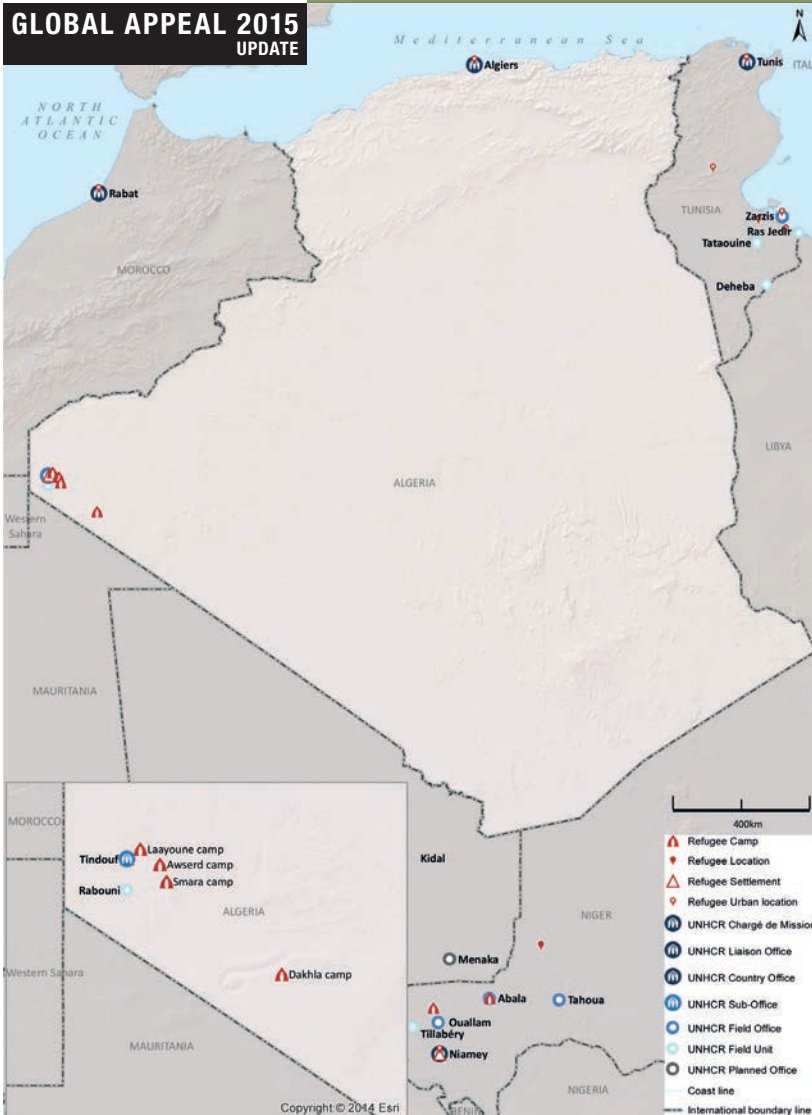 GLOBAL APPEAL 2015
UPDATE
N
Mediterranean Sea
Algiers
Tunis
ITAL
NORTH
ATLANTIC
OCEAN
Rabat
TUNISIA
Zarzis
Ras Jedir
Tataouine
MOROCCO
Deheba
LIBYA
ALGERIA
Western
Sahara
MAURITANIA
400km
MOROCCO
Laayoune camp
Tindouf
Awserd camp
Smara camp
Rabouni
ALGERIA
Western Sahara
Dakhla camp
MAURITANIA
Copyright:© 2014 Esri
Kidal
NIGER
Menaka
Abala
Tahoua
Ouallam
Tillabéry
Niamey
BENIN
NIGERIA
Refugee Camp
Refugee Location
Refugee Settlement
Refugee Urban location
UNHCR Chargé de Mission
UNHCR Liaison Office
UNHCR Country Office
UNHCR Sub-Office
UNHCR Field Office
UNHCR Field Unit
UNHCR Planned Office
Coast line
International boundary line